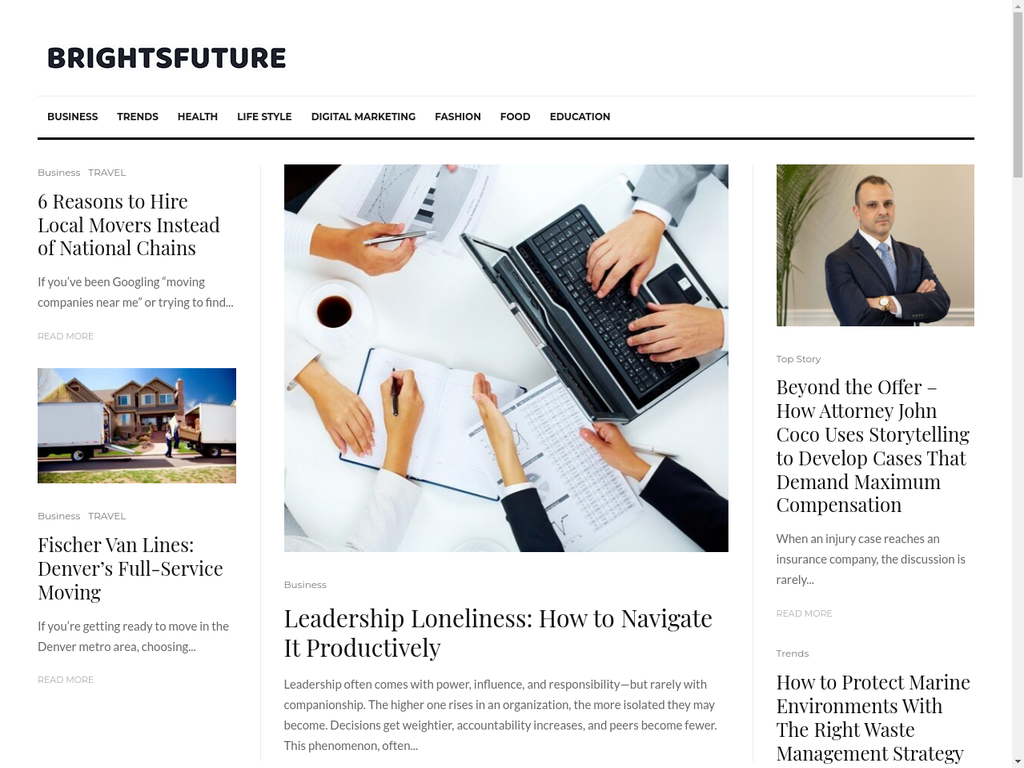 BRIGHTSFUTURE
BUSINESS TRENDS HEALTH LIFE STYLE DIGITAL MARKETING FASHION FOOD EDUCATION
Business TRAVEL
6 Reasons to Hire
Local Movers Instead
of National Chains
If you’ve been Googling “moving
companies near me” or trying to find...
READ MORE
Business TRAVEL
Fischer Van Lines:
Denver’s Full-Service
Moving
If you’re getting ready to move in the
Denver metro area, choosing...
READ MORE
Business
Leadership Loneliness: How to Navigate
It Productively
Leadership often comes with power, influence, and responsibility—but rarely with
companionship. The higher one rises in an organization, the more isolated they may
become. Decisions get weightier, accountability increases, and peers become fewer.
This phenomenon, often...
Top Story
Beyond the Offer –
How Attorney John
Coco Uses Storytelling
to Develop Cases That
Demand Maximum
Compensation
When an injury case reaches an
insurance company, the discussion is
rarely...
READ MORE
Trends
How to Protect Marine
Environments With
The Right Waste
Management Strategy